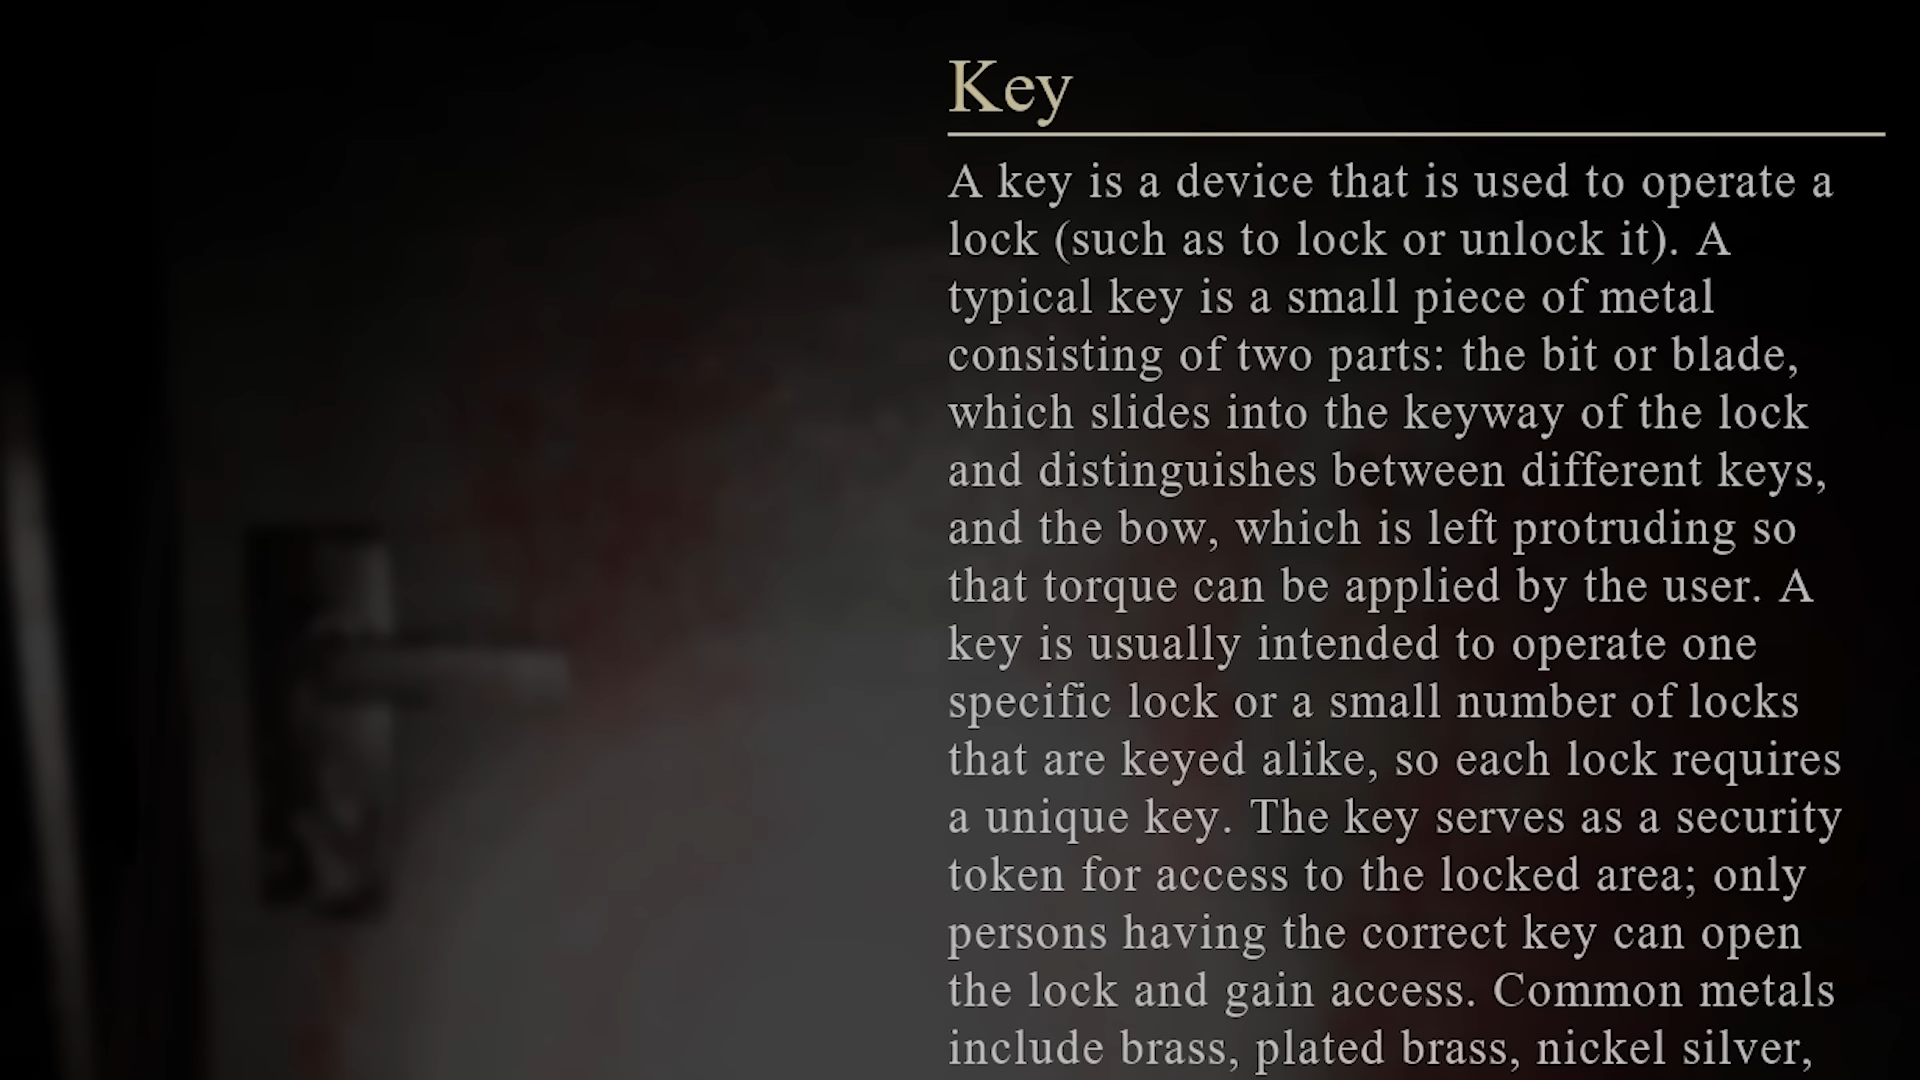 Key
A key is a device that is used to operate a
lock (such as to lock or unlock it). A
typical key is a small piece of metal
consisting of two parts: the bit or blade,
which slides into the keyway of the lock
and distinguishes between different keys,
and the bow, which is left protruding so
that torque can be applied by the user. A
key is usually intended to operate one
specific lock or a small number of locks
that are keyed alike, so each lock requires
a unique key. The key serves as a security
token for access to the locked area; only
persons having the correct key can open
the lock and gain access. Common metals
include brass, plated brass, nickel silver,